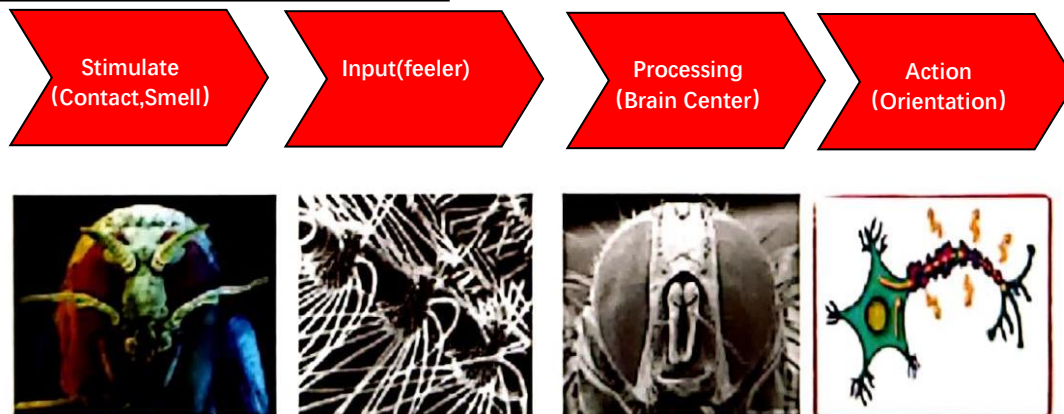 Stimulate
(Contact,Smell)
Input(feeler)
Processing
(Brain Center)
Action
(Orientation)